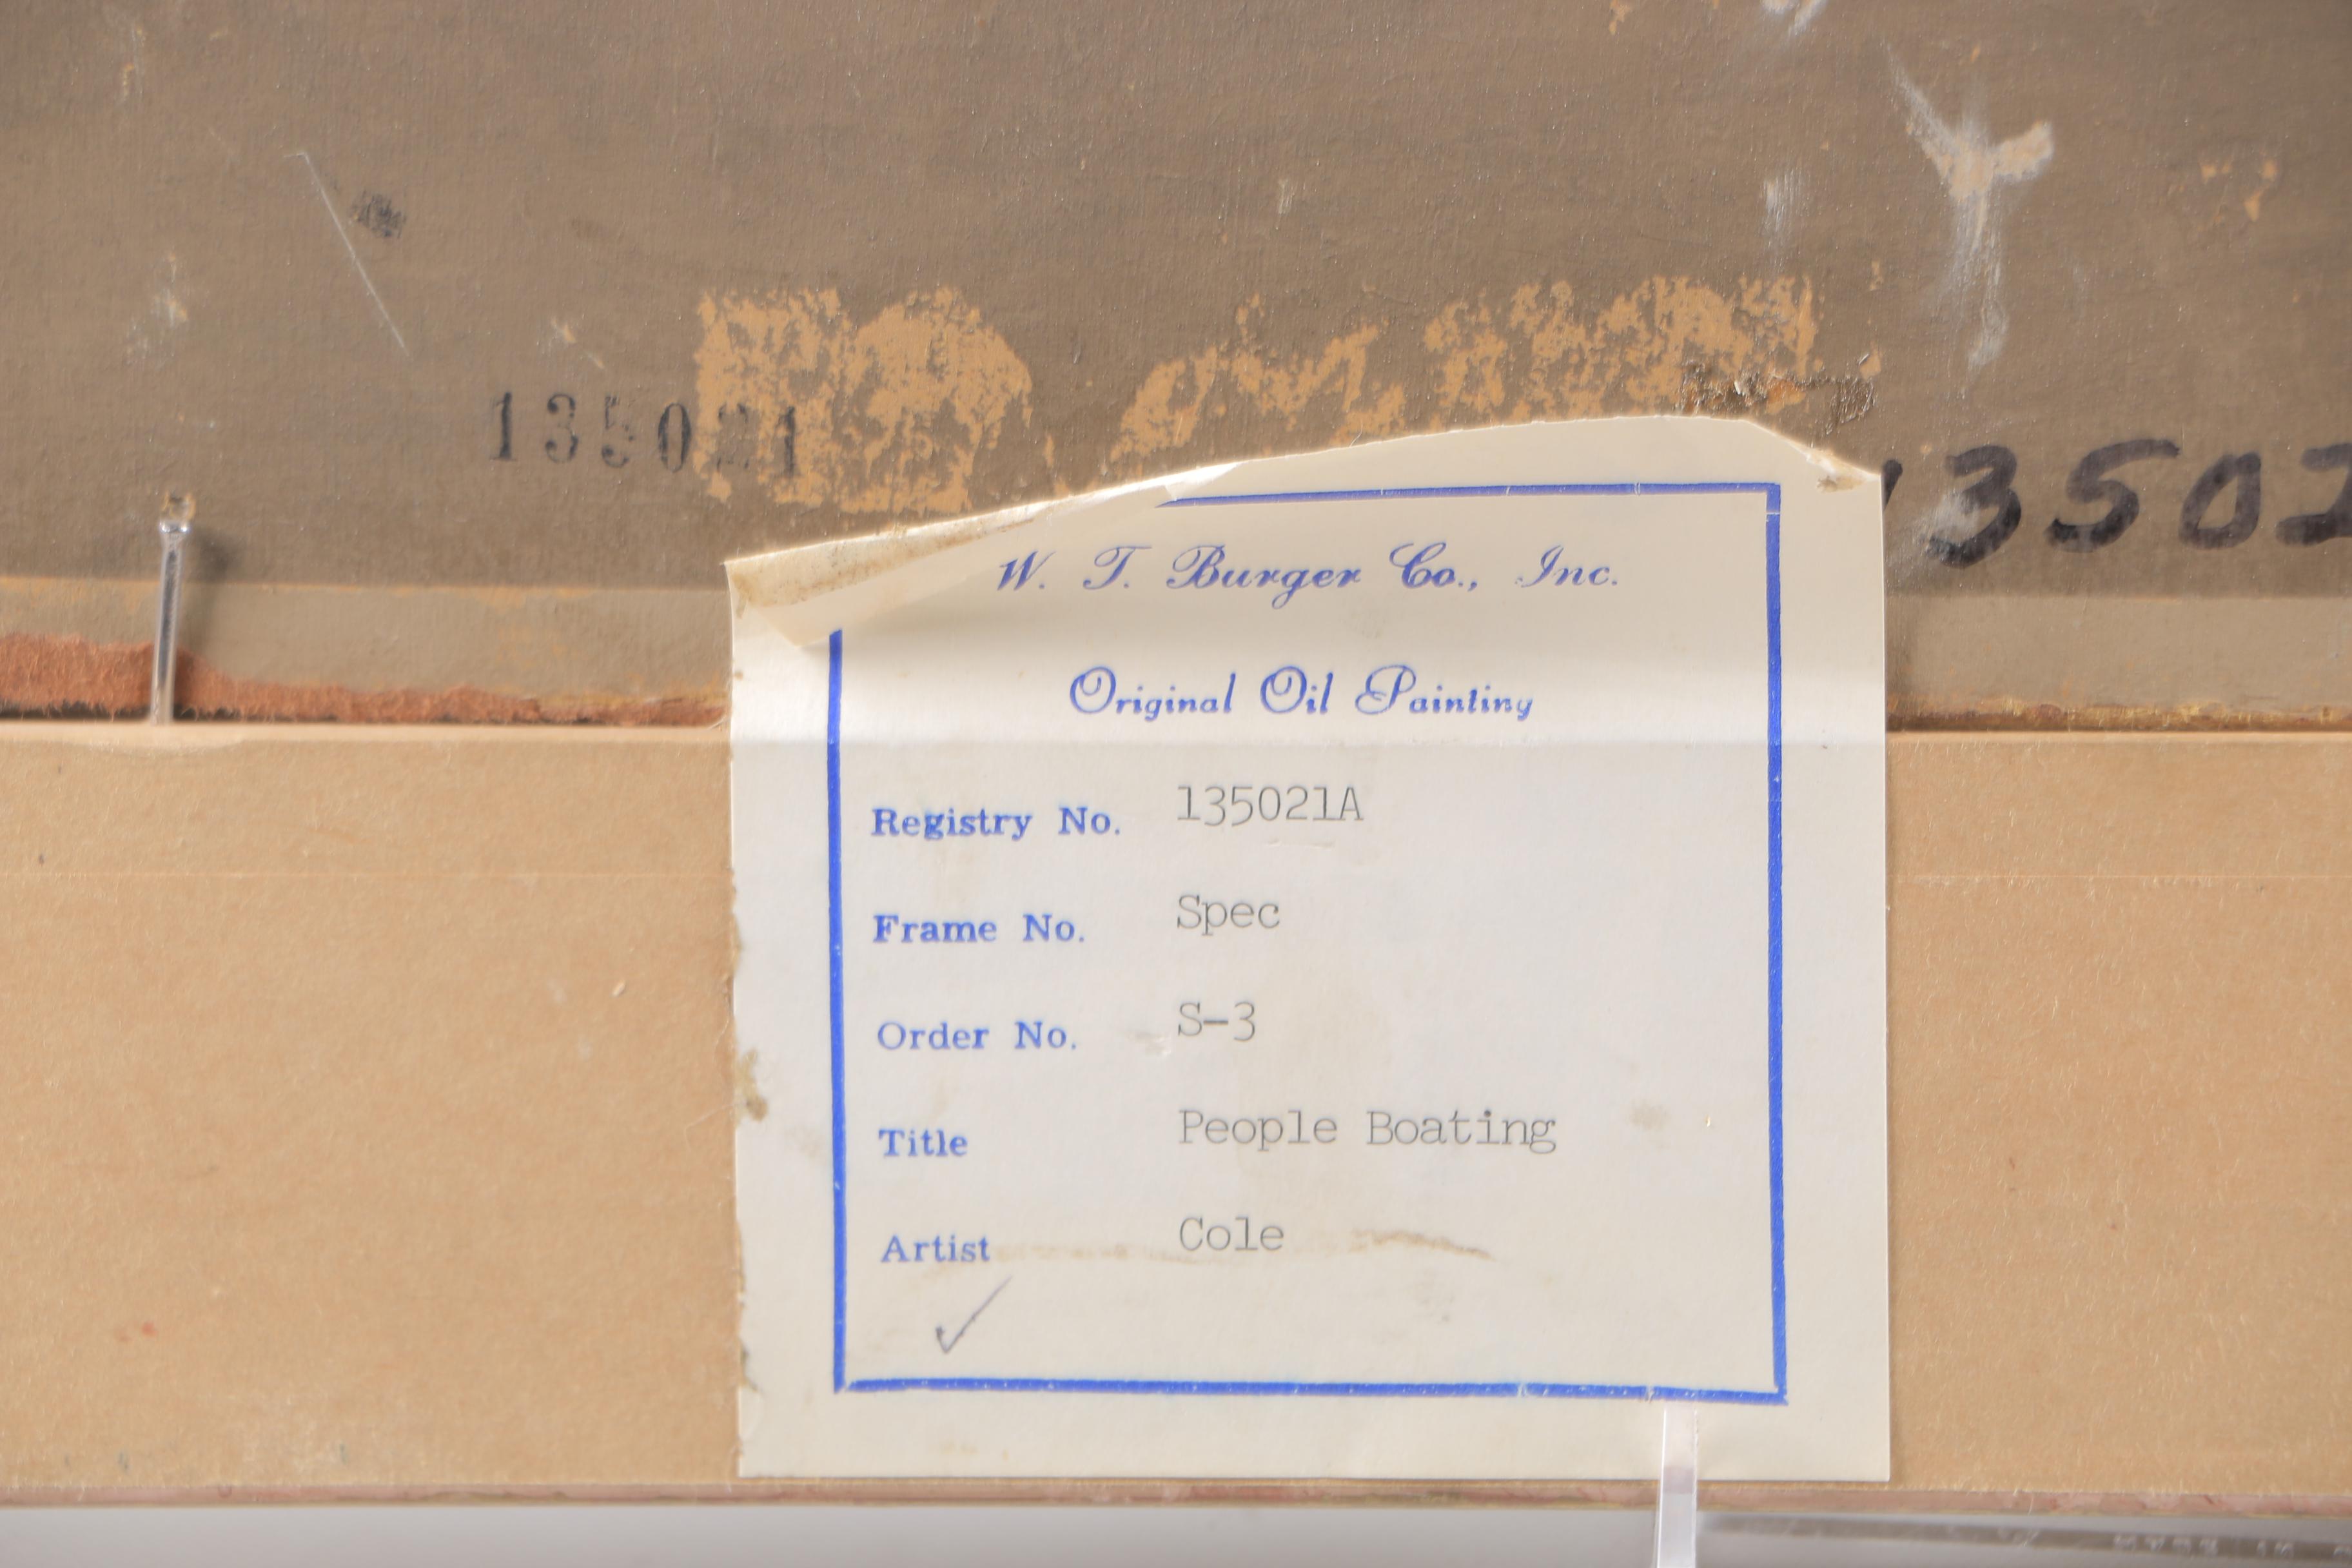 135021
13502
W. T. Burger Co., Inc.
Original Oil Painting
Registry No. 135021A
Frame No. Spec
Order No. S-3
Title People Boating
Artist Cole